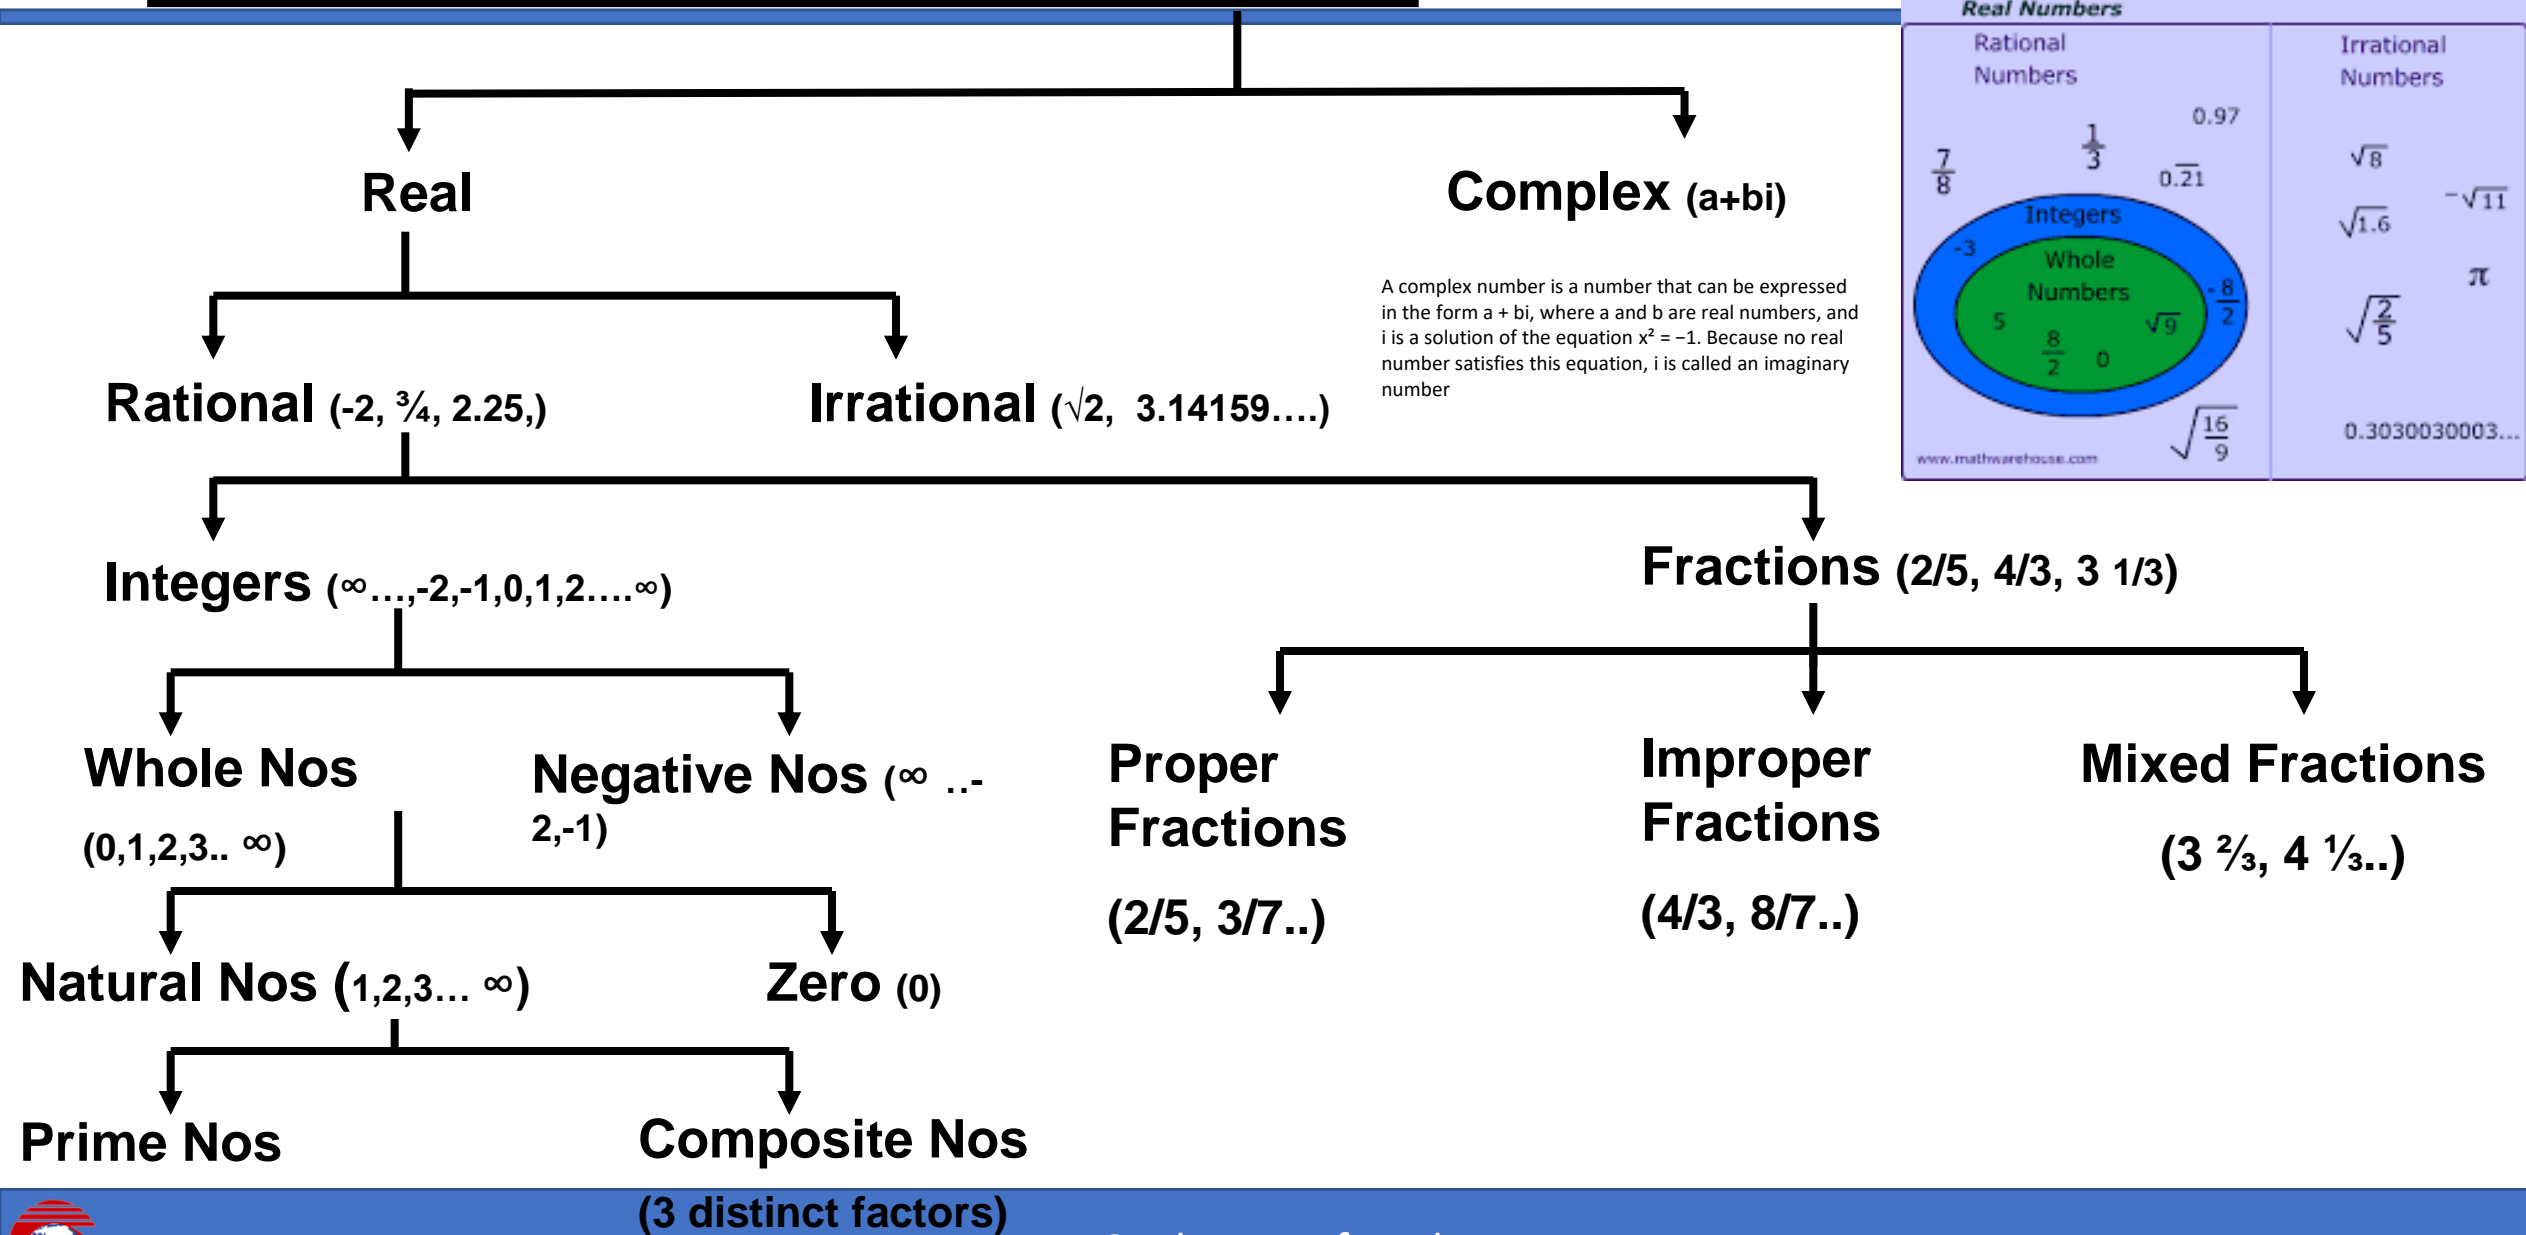 Real
Complex (a+bi)
A complex number is a number that can be expressed
in the form a + bi, where a and b are real numbers, and
i is a solution of the equation x² = −1. Because no real
number satisfies this equation, i is called an imaginary
number
Rational (-2, ¾, 2.25,)
Irrational (√2, 3.14159….)
Integers (∞…,-2,-1,0,1,2….∞)
Fractions (2/5, 4/3, 3 1/3)
Whole Nos
(0,1,2,3.. ∞)
Negative Nos (∞ ..-
2,-1)
Proper
Fractions
(2/5, 3/7..)
Improper
Fractions
(4/3, 8/7..)
Mixed Fractions
(3 ⅔, 4 ⅓..)
Natural Nos (1,2,3… ∞)
Zero (0)
Prime Nos
Composite Nos
(3 distinct factors)
Real Numbers
Rational
Numbers
Irrational
Numbers
0.97
1/3
7/8
0.2̅1̅
Integers
-3
Whole
Numbers
-8/2
5
√9
8/2
0
√16/9
www.mathwarehouse.com
√8
-√11
√1.6
π
√2/5
0.3030030003...